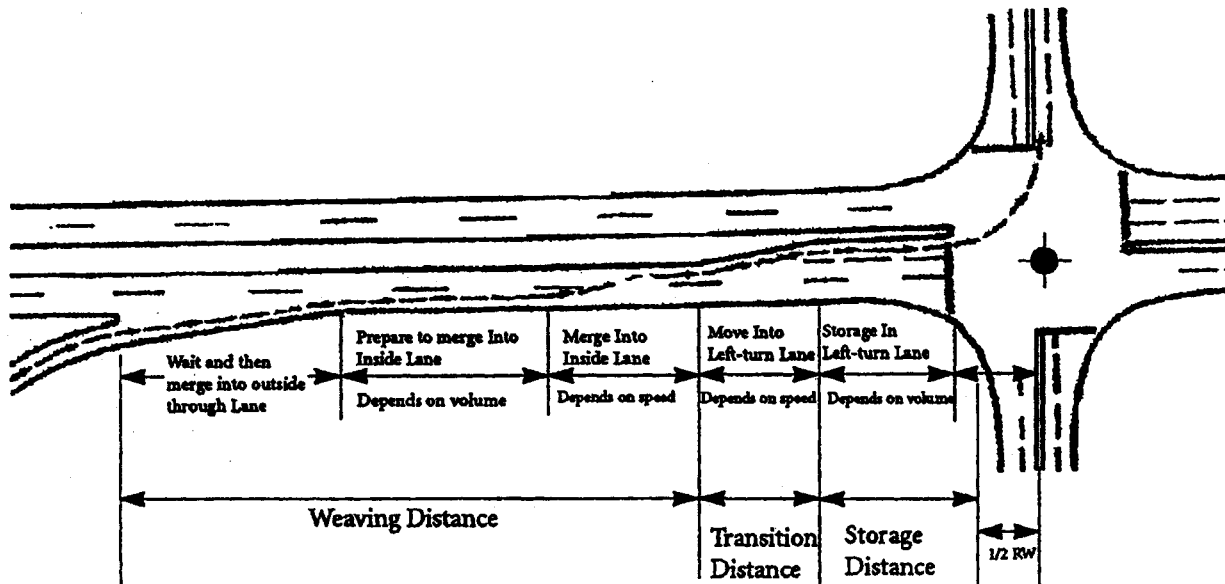 Wait and then
merge into outside
through Lane
Prepare to merge Into
Inside Lane
Depends on volume
Merge Into
Inside Lane
Depends on speed
Move Into
Left-turn Lane
Depends on speed
Storage In
Left-turn Lane
Depends on volume
Weaving Distance
Transition
Distance
Storage
Distance
1/2 RW